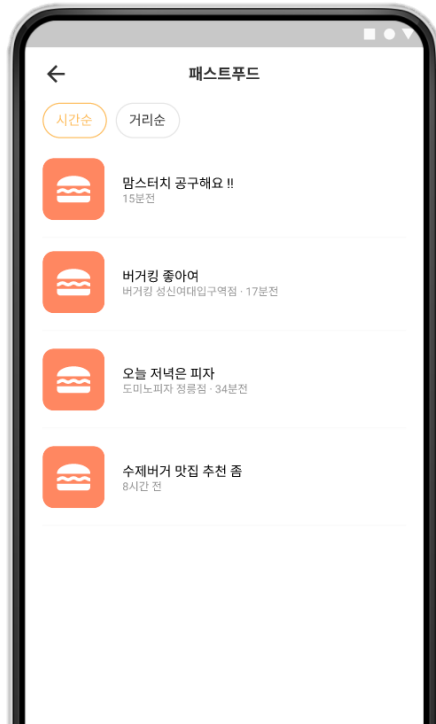 패스트푸드
시간순
거리순
맘스터치 공구해요 !!
15분전
버거킹 좋아여
버거킹 성신여대입구역점 · 17분전
오늘 저녁은 피자
도미노피자 정릉점 · 34분전
수제버거 맛집 추천 좀
8시간 전